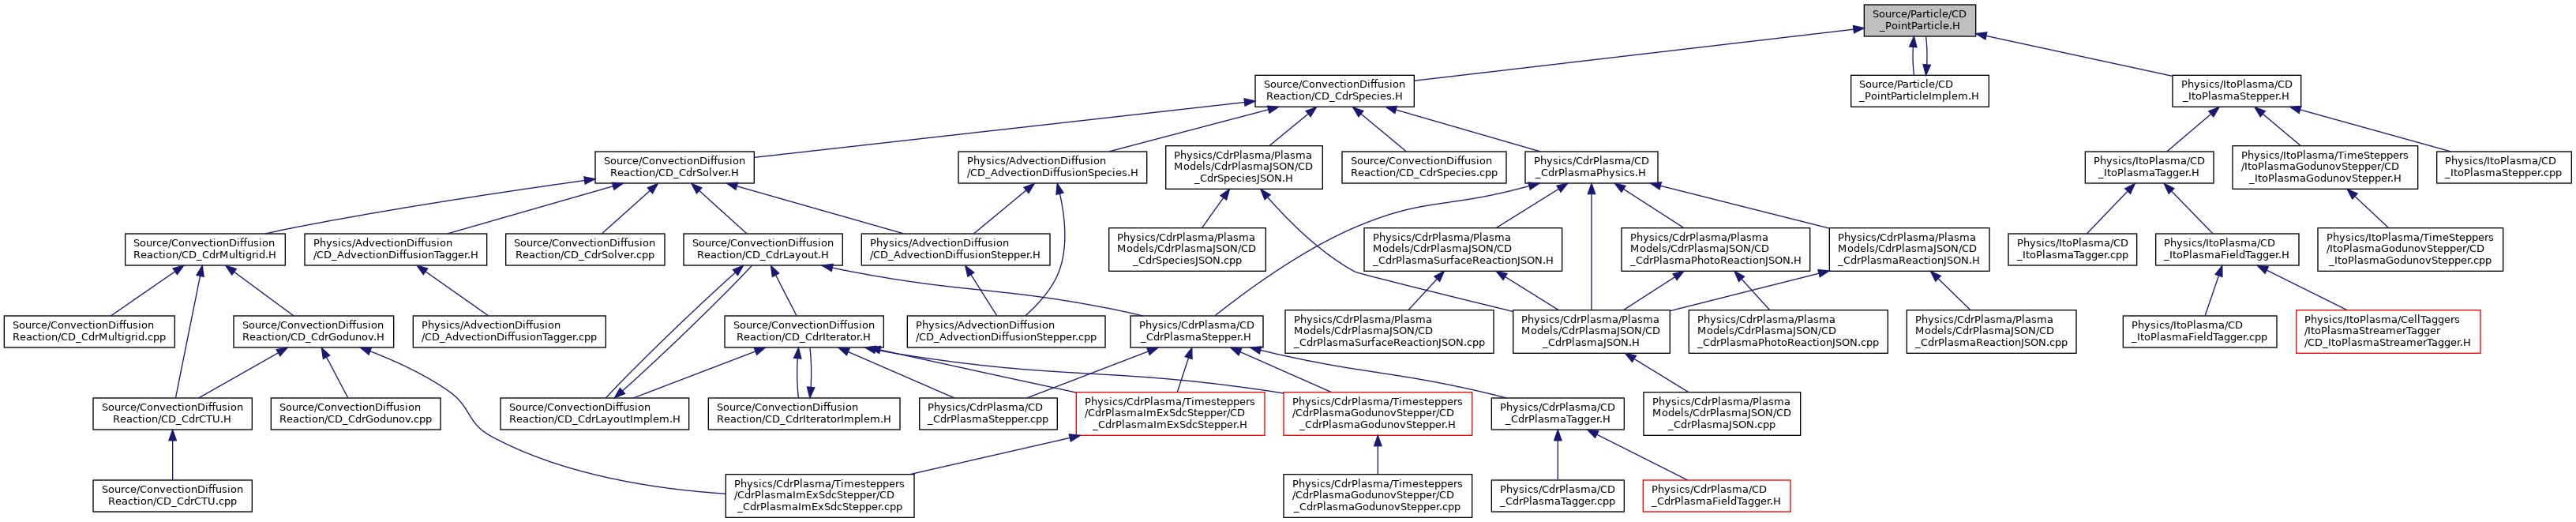 Source/Particle/CD
_PointParticle.H
Source/ConvectionDiffusion
Reaction/CD_CdrSpecies.H
Source/Particle/CD
_PointParticleImplem.H
Physics/ItoPlasma/CD
_ItoPlasmaStepper.H
Source/ConvectionDiffusion
Reaction/CD_CdrSolver.H
Physics/AdvectionDiffusion
/CD_AdvectionDiffusionSpecies.H
Physics/CdrPlasma/Plasma
Models/CdrPlasmaJSON/CD
_CdrSpeciesJSON.H
Source/ConvectionDiffusion
Reaction/CD_CdrSpecies.cpp
Physics/CdrPlasma/CD
_CdrPlasmaPhysics.H
Physics/ItoPlasma/CD
_ItoPlasmaTagger.H
Physics/ItoPlasma/TimeSteppers
/ItoPlasmaGodunovStepper/CD
_ItoPlasmaGodunovStepper.H
Physics/ItoPlasma/CD
_ItoPlasmaStepper.cpp
Source/ConvectionDiffusion
Reaction/CD_CdrMultigrid.H
Physics/AdvectionDiffusion
/CD_AdvectionDiffusionTagger.H
Source/ConvectionDiffusion
Reaction/CD_CdrSolver.cpp
Source/ConvectionDiffusion
Reaction/CD_CdrLayout.H
Physics/AdvectionDiffusion
/CD_AdvectionDiffusionStepper.H
Physics/CdrPlasma/Plasma
Models/CdrPlasmaJSON/CD
_CdrSpeciesJSON.cpp
Physics/CdrPlasma/Plasma
Models/CdrPlasmaJSON/CD
_CdrPlasmaSurfaceReactionJSON.H
Physics/CdrPlasma/Plasma
Models/CdrPlasmaJSON/CD
_CdrPlasmaPhotoReactionJSON.H
Physics/CdrPlasma/Plasma
Models/CdrPlasmaJSON/CD
_CdrPlasmaReactionJSON.H
Physics/ItoPlasma/CD
_ItoPlasmaTagger.cpp
Physics/ItoPlasma/CD
_ItoPlasmaFieldTagger.H
Physics/ItoPlasma/TimeSteppers
/ItoPlasmaGodunovStepper/CD
_ItoPlasmaGodunovStepper.cpp
Source/ConvectionDiffusion
Reaction/CD_CdrMultigrid.cpp
Source/ConvectionDiffusion
Reaction/CD_CdrGodunov.H
Physics/AdvectionDiffusion
/CD_AdvectionDiffusionTagger.cpp
Source/ConvectionDiffusion
Reaction/CD_CdrIterator.H
Physics/AdvectionDiffusion
/CD_AdvectionDiffusionStepper.cpp
Physics/CdrPlasma/CD
_CdrPlasmaStepper.H
Physics/CdrPlasma/Plasma
Models/CdrPlasmaJSON/CD
_CdrPlasmaSurfaceReactionJSON.cpp
Physics/CdrPlasma/Plasma
Models/CdrPlasmaJSON/CD
_CdrPlasmaJSON.H
Physics/CdrPlasma/Plasma
Models/CdrPlasmaJSON/CD
_CdrPlasmaPhotoReactionJSON.cpp
Physics/CdrPlasma/Plasma
Models/CdrPlasmaJSON/CD
_CdrPlasmaReactionJSON.cpp
Physics/ItoPlasma/CD
_ItoPlasmaFieldTagger.cpp
Physics/ItoPlasma/CellTaggers
/ItoPlasmaStreamerTagger
/CD_ItoPlasmaStreamerTagger.H
Source/ConvectionDiffusion
Reaction/CD_CdrCTU.H
Source/ConvectionDiffusion
Reaction/CD_CdrGodunov.cpp
Source/ConvectionDiffusion
Reaction/CD_CdrLayoutImplem.H
Source/ConvectionDiffusion
Reaction/CD_CdrIteratorImplem.H
Physics/CdrPlasma/CD
_CdrPlasmaStepper.cpp
Physics/CdrPlasma/Timesteppers
/CdrPlasmaImExSdcStepper/CD
_CdrPlasmaImExSdcStepper.H
Physics/CdrPlasma/Timesteppers
/CdrPlasmaGodunovStepper/CD
_CdrPlasmaGodunovStepper.H
Physics/CdrPlasma/CD
_CdrPlasmaTagger.H
Physics/CdrPlasma/Plasma
Models/CdrPlasmaJSON/CD
_CdrPlasmaJSON.cpp
Source/ConvectionDiffusion
Reaction/CD_CdrCTU.cpp
Physics/CdrPlasma/Timesteppers
/CdrPlasmaImExSdcStepper/CD
_CdrPlasmaImExSdcStepper.cpp
Physics/CdrPlasma/Timesteppers
/CdrPlasmaGodunovStepper/CD
_CdrPlasmaGodunovStepper.cpp
Physics/CdrPlasma/CD
_CdrPlasmaTagger.cpp
Physics/CdrPlasma/CD
_CdrPlasmaFieldTagger.H